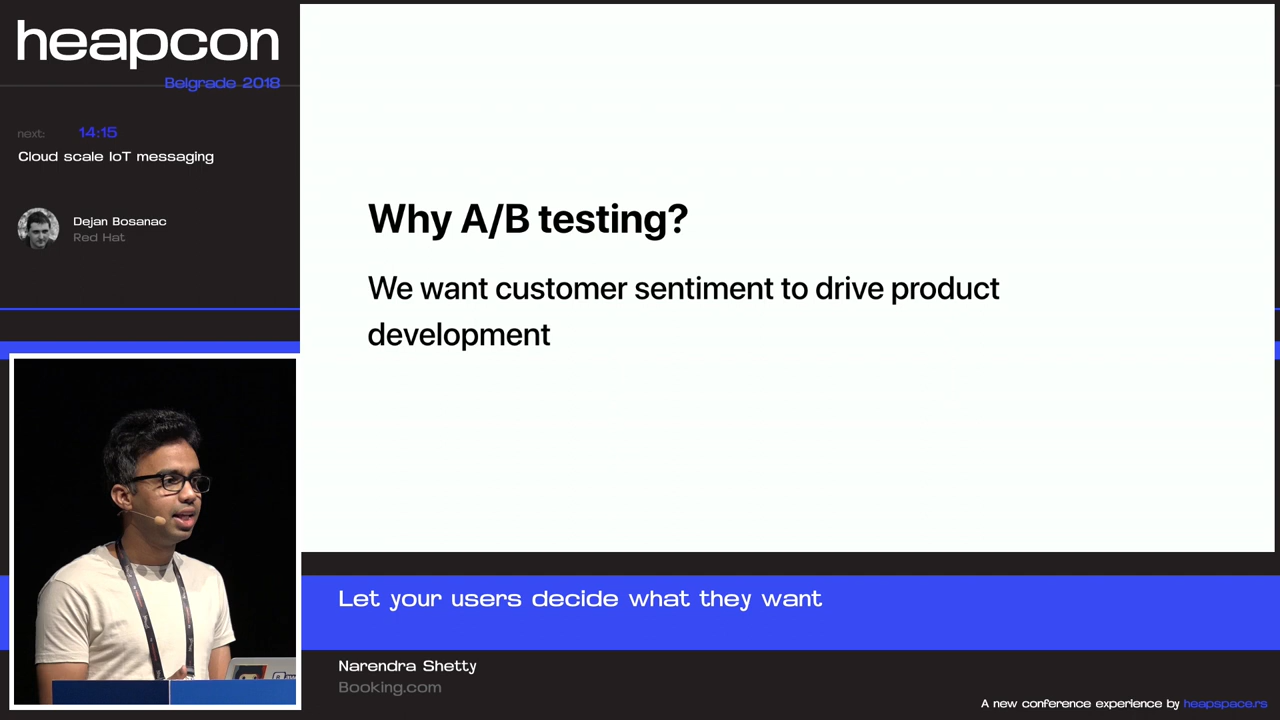 heapcon
Belgrade 2018
next: 14:15
Cloud scale IoT messaging
Dejan Bosanac
Red Hat
Why A/B testing?
We want customer sentiment to drive product
development
Let your users decide what they want
Narendra Shetty
Booking.com
A new conference experience by heapspace.rs